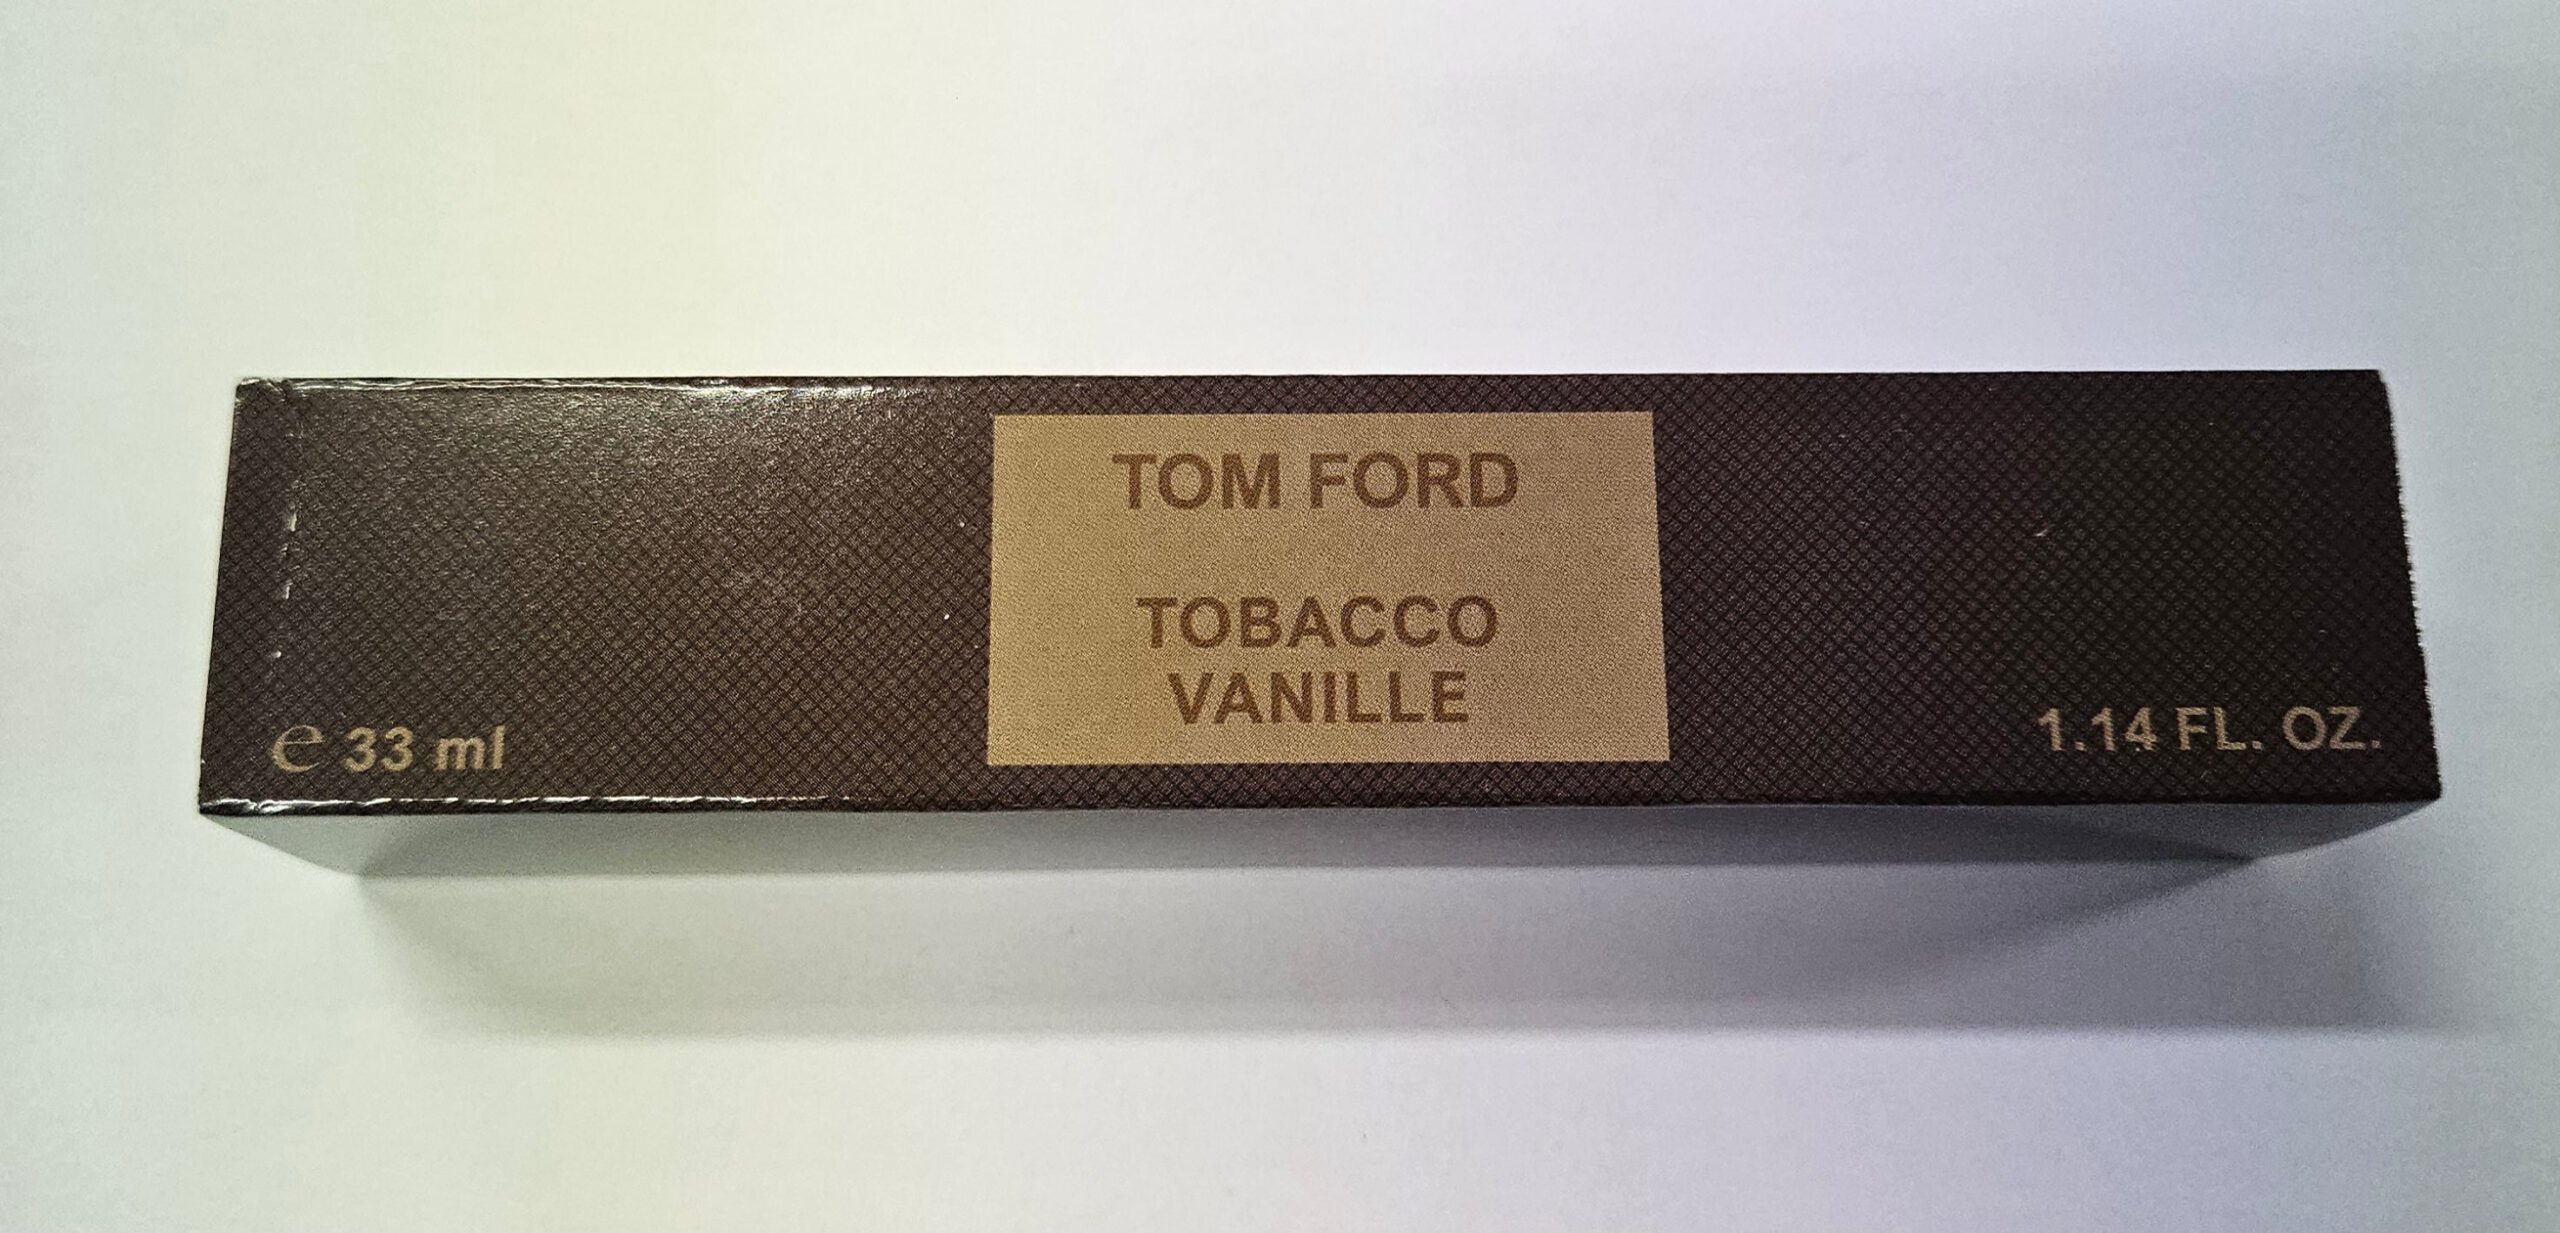 TOM FORD
TOBACCO
VANILLE
℮ 33 ml
1.14 FL. OZ.